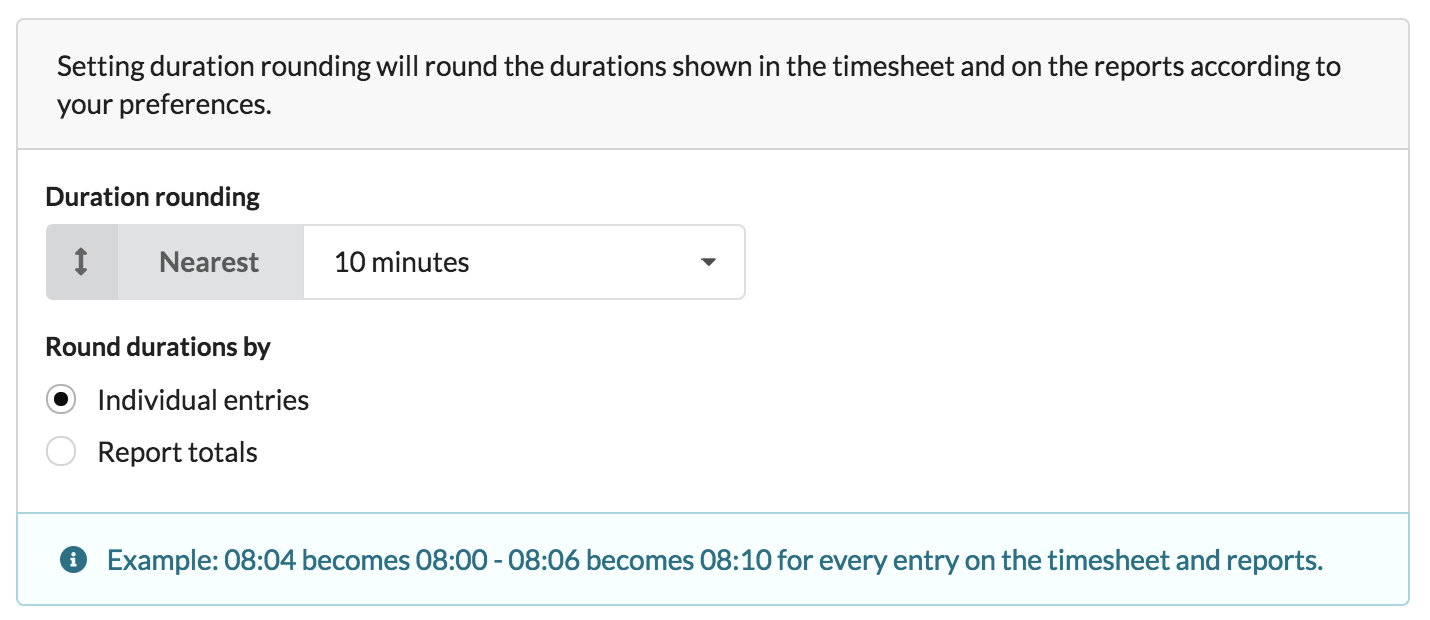 Setting duration rounding will round the durations shown in the timesheet and on the reports according to
your preferences.
Duration rounding
Nearest 10 minutes
Round durations by
Individual entries
Report totals
Example: 08:04 becomes 08:00 - 08:06 becomes 08:10 for every entry on the timesheet and reports.